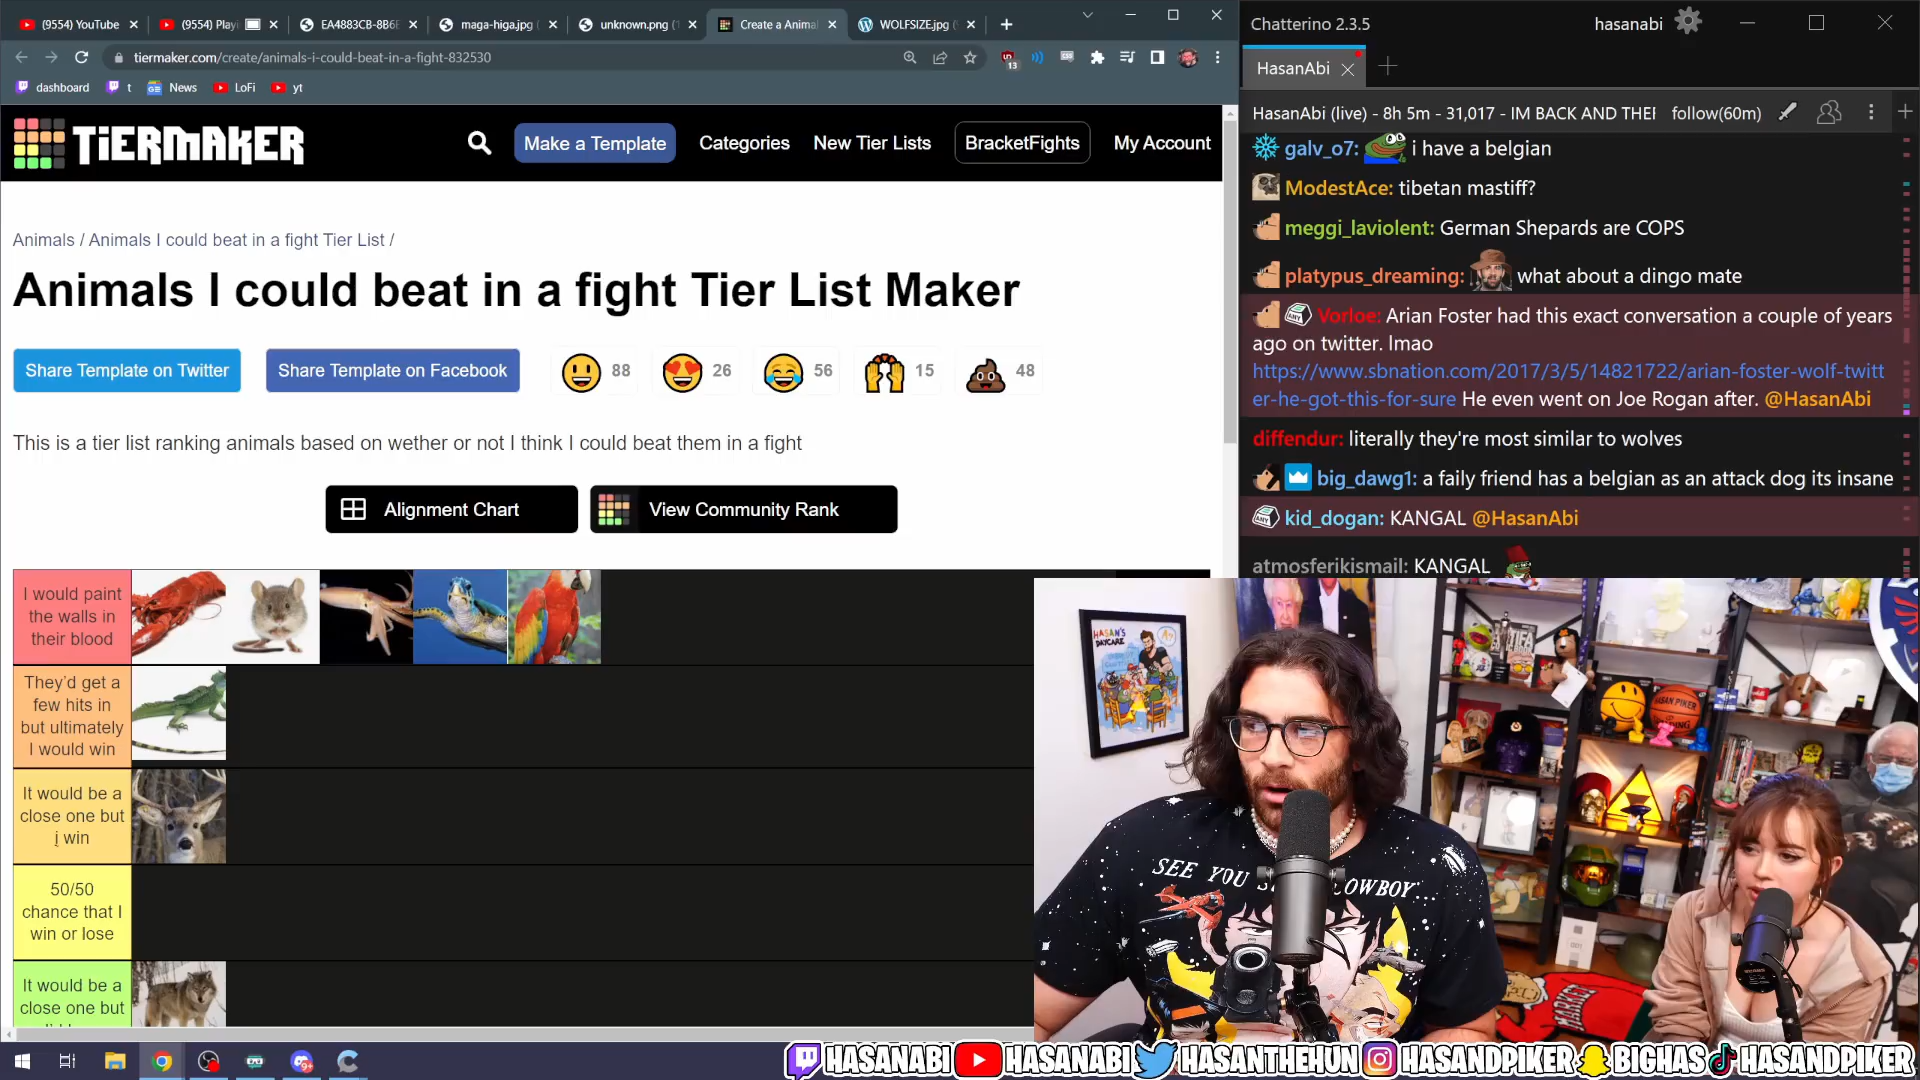 (9554) YouTube
(9554) Playi
EA4883CB-8B6E
maga-higa.jpg (
unknown.png (1
Create a Animal
WOLFSIZE.jpg (
tiermaker.com/create/animals-i-could-beat-in-a-fight-832530
13
dashboard
t
News
LoFi
yt
TiERMAKER
Make a Template
Categories
New Tier Lists
BracketFights
My Account
Animals / Animals I could beat in a fight Tier List /
Animals I could beat in a fight Tier List Maker
Share Template on Twitter
Share Template on Facebook
88
26
56
15
48
This is a tier list ranking animals based on wether or not I think I could beat them in a fight
Alignment Chart
View Community Rank
I would paint
the walls in
their blood
They'd get a
few hits in
but ultimately
I would win
It would be a
close one but
į win
50/50
chance that I
win or lose
It would be a
close one but
Chatterino 2.3.5
hasanabi
HasanAbi
HasanAbi (live) - 8h 5m - 31,017 - IM BACK AND THEI
follow(60m)
galv_o7: i have a belgian
ModestAce: tibetan mastiff?
meggi_laviolent: German Shepards are COPS
platypus_dreaming: what about a dingo mate
Vorloe: Arian Foster had this exact conversation a couple of years
ago on twitter. lmao
https://www.sbnation.com/2017/3/5/14821722/arian-foster-wolf-twitt
er-he-got-this-for-sure He even went on Joe Rogan after. @HasanAbi
diffendur: literally they're most similar to wolves
big_dawg1: a faily friend has a belgian as an attack dog its insane
kid_dogan: KANGAL @HasanAbi
atmosferikismail: KANGAL
HASAN'S
DAYCARE
HASAN PIKER
SEE YOU S COWBOY...
HASANABI
HASANABI
HASANTHEHUN
HASANDPIKER
BIGHAS
HASANDPIKER